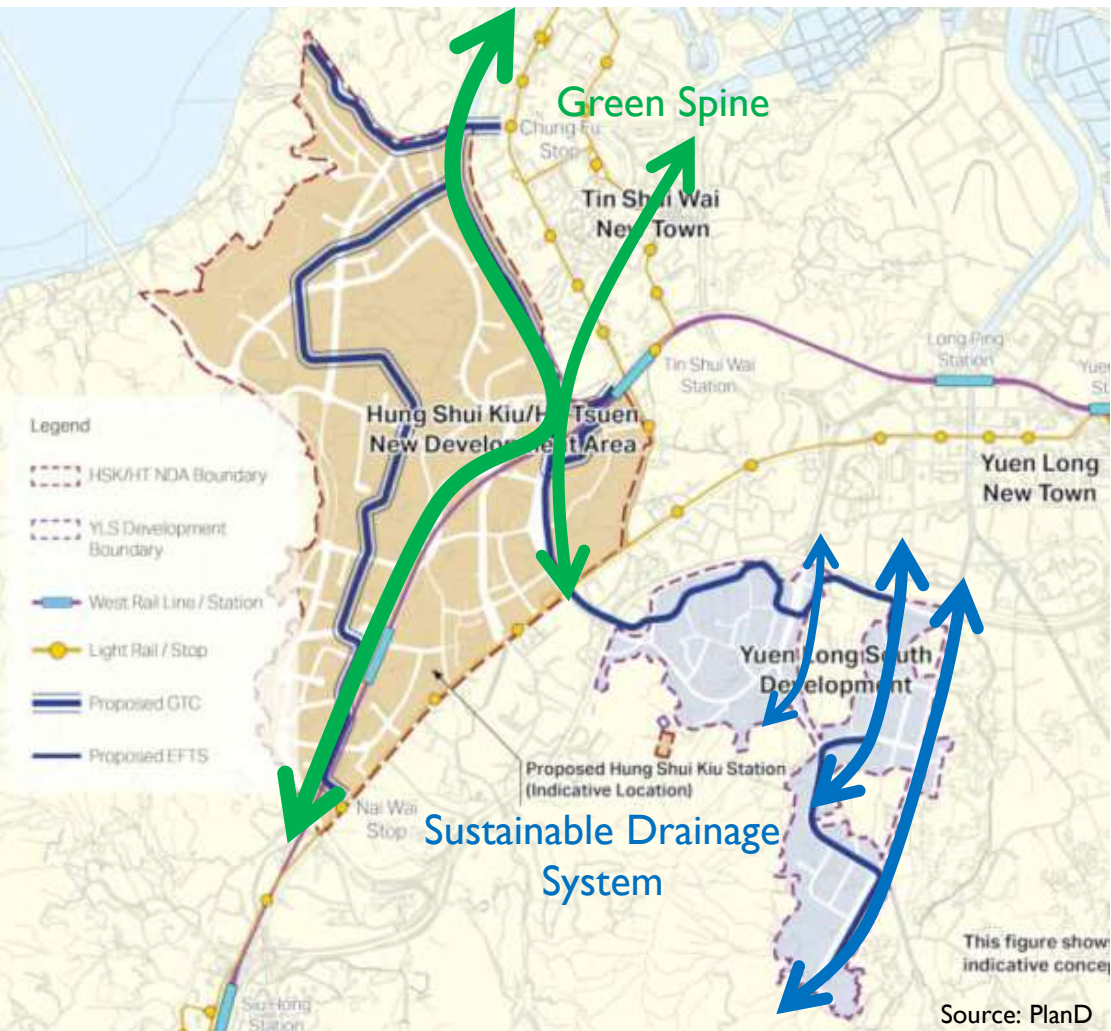 Green Spine
Chung Fu
Stop
Tin Shui Wai
New Town
Long Ping
Station
Tin Shui Wai
Station
Hung Shui Kiu/Ha Tsuen
New Development Area
Yuen Long
New Town
Legend
HSK/HT NDA Boundary
YLS Development
Boundary
West Rail Line / Station
Light Rail / Stop
Proposed GTC
Proposed EFTS
Yuen Long South
Development
Proposed Hung Shui Kiu Station
(Indicative Location)
Nai Wai
Stop
Sustainable Drainage
System
This figure shows
indicative concep
Siu Hong
Station
Source: PlanD